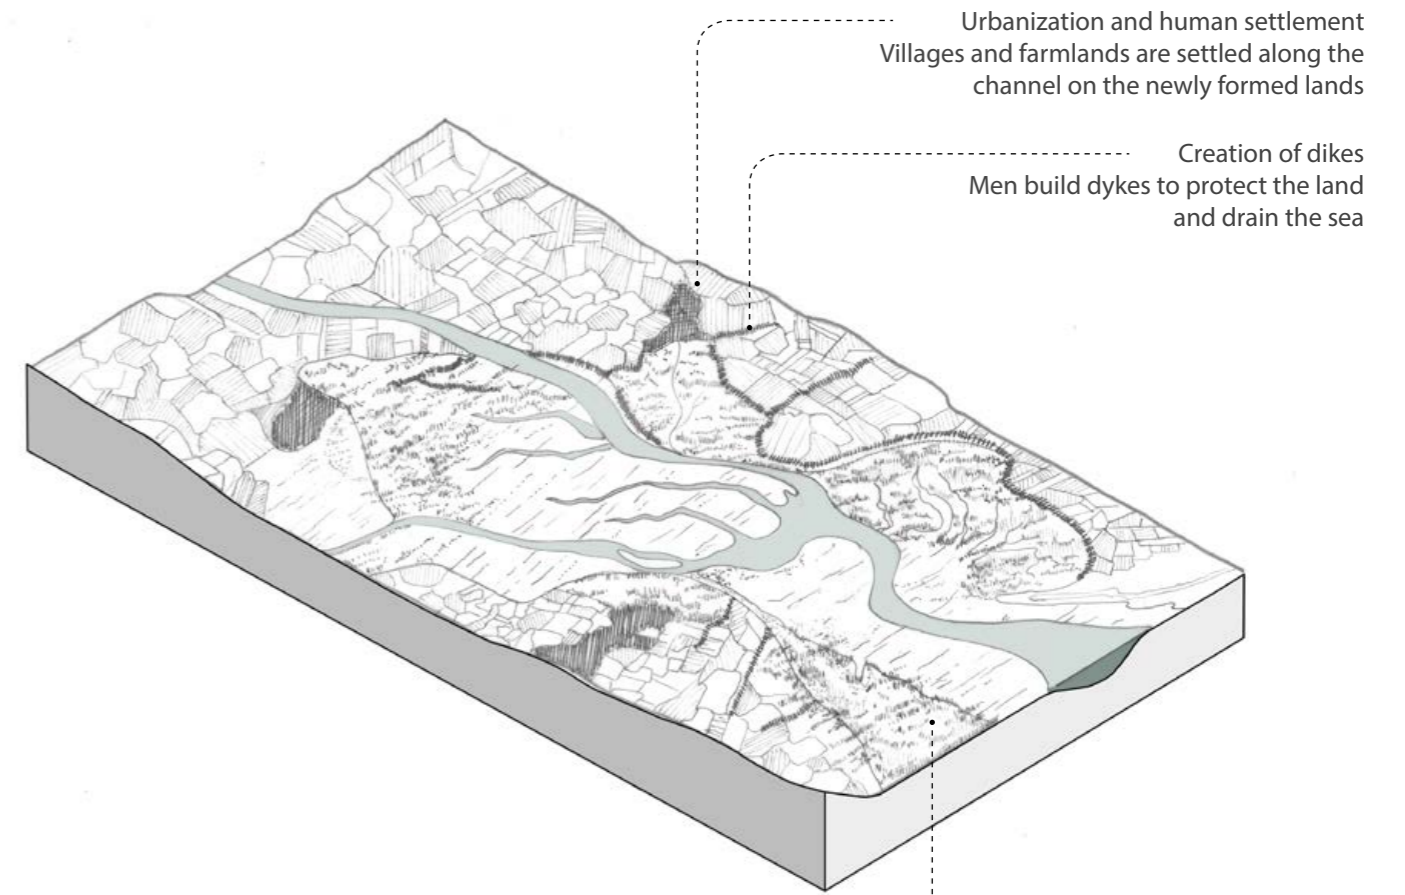 Urbanization and human settlement
Villages and farmlands are settled along the
channel on the newly formed lands
Creation of dikes
Men build dykes to protect the land
and drain the sea